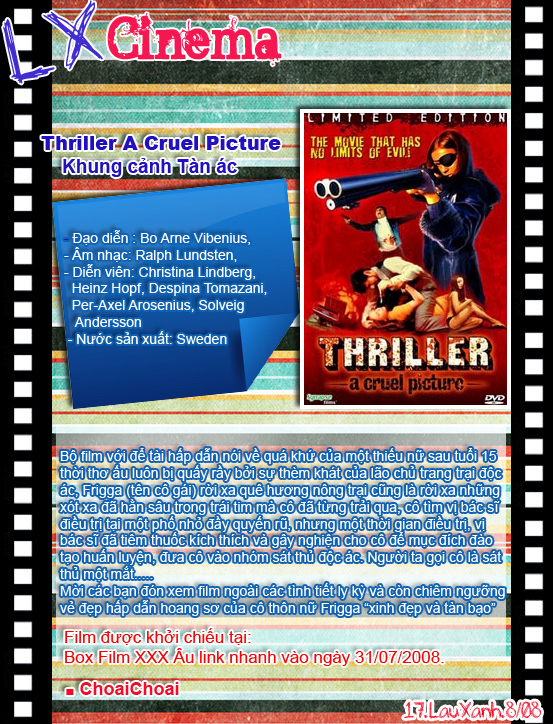 LX Cinema
Thriller A Cruel Picture
Khung cảnh Tàn ác
- Đạo diễn : Bo Arne Vibenius,
- Âm nhạc: Ralph Lundsten,
- Diễn viên: Christina Lindberg,
Heinz Hopf, Despina Tomazani,
Per-Axel Arosenius, Solveig
Andersson
- Nước sản xuất: Sweden
LIMITED EDITION
THE MOVIE THAT HAS
NO LIMITS OF EVIL!
THRILLER
a cruel picture
Synapse
films
DVD
Bộ film với đề tài hấp dẫn nói về quá khứ của một thiếu nữ sau tuổi 15
thời thơ ấu luôn bị quấy rầy bởi sự thèm khát của lão chủ trang trại độc
ác, Frigga (tên cô gái) rời xa quê hương nông trại cũng là rời xa những
xót xa đã hằn sâu trong trái tim mà cô đã từng trải qua, cô tìm vị bác sĩ
điều trị tại một phố nhỏ đầy quyến rũ, nhưng một thời gian điều trị, vị
bác sĩ đã tiêm thuốc kích thích và gây nghiện cho cô để mục đích đào
tạo huấn luyện, đưa cô vào nhóm sát thủ độc ác. Người ta gọi cô là sát
thủ một mắt.....
Mời các bạn đón xem film ngoài các tình tiết ly kỳ và còn chiêm ngưỡng
vẻ đẹp hấp dẫn hoang sơ của cô thôn nữ Frigga "xinh đẹp và tàn bạo"
Film được khởi chiếu tại:
Box Film XXX Âu link nhanh vào ngày 31/07/2008.
■ ChoaiChoai
17.LauXanh.8/08